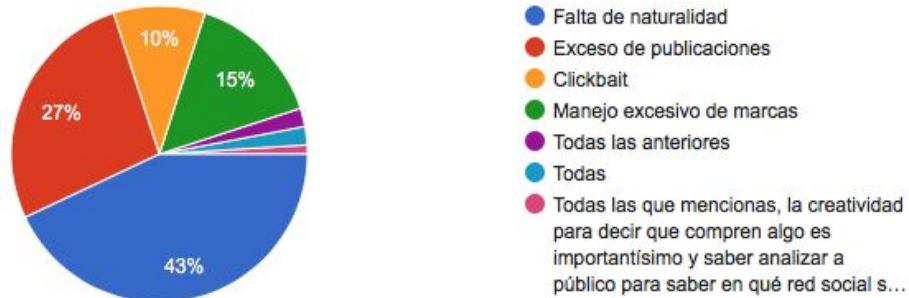 10%
15%
27%
43%
Falta de naturalidad
Exceso de publicaciones
Clickbait
Manejo excesivo de marcas
Todas las anteriores
Todas
Todas las que mencionas, la creatividad
para decir que compren algo es
importantísimo y saber analizar a
público para saber en qué red social s...